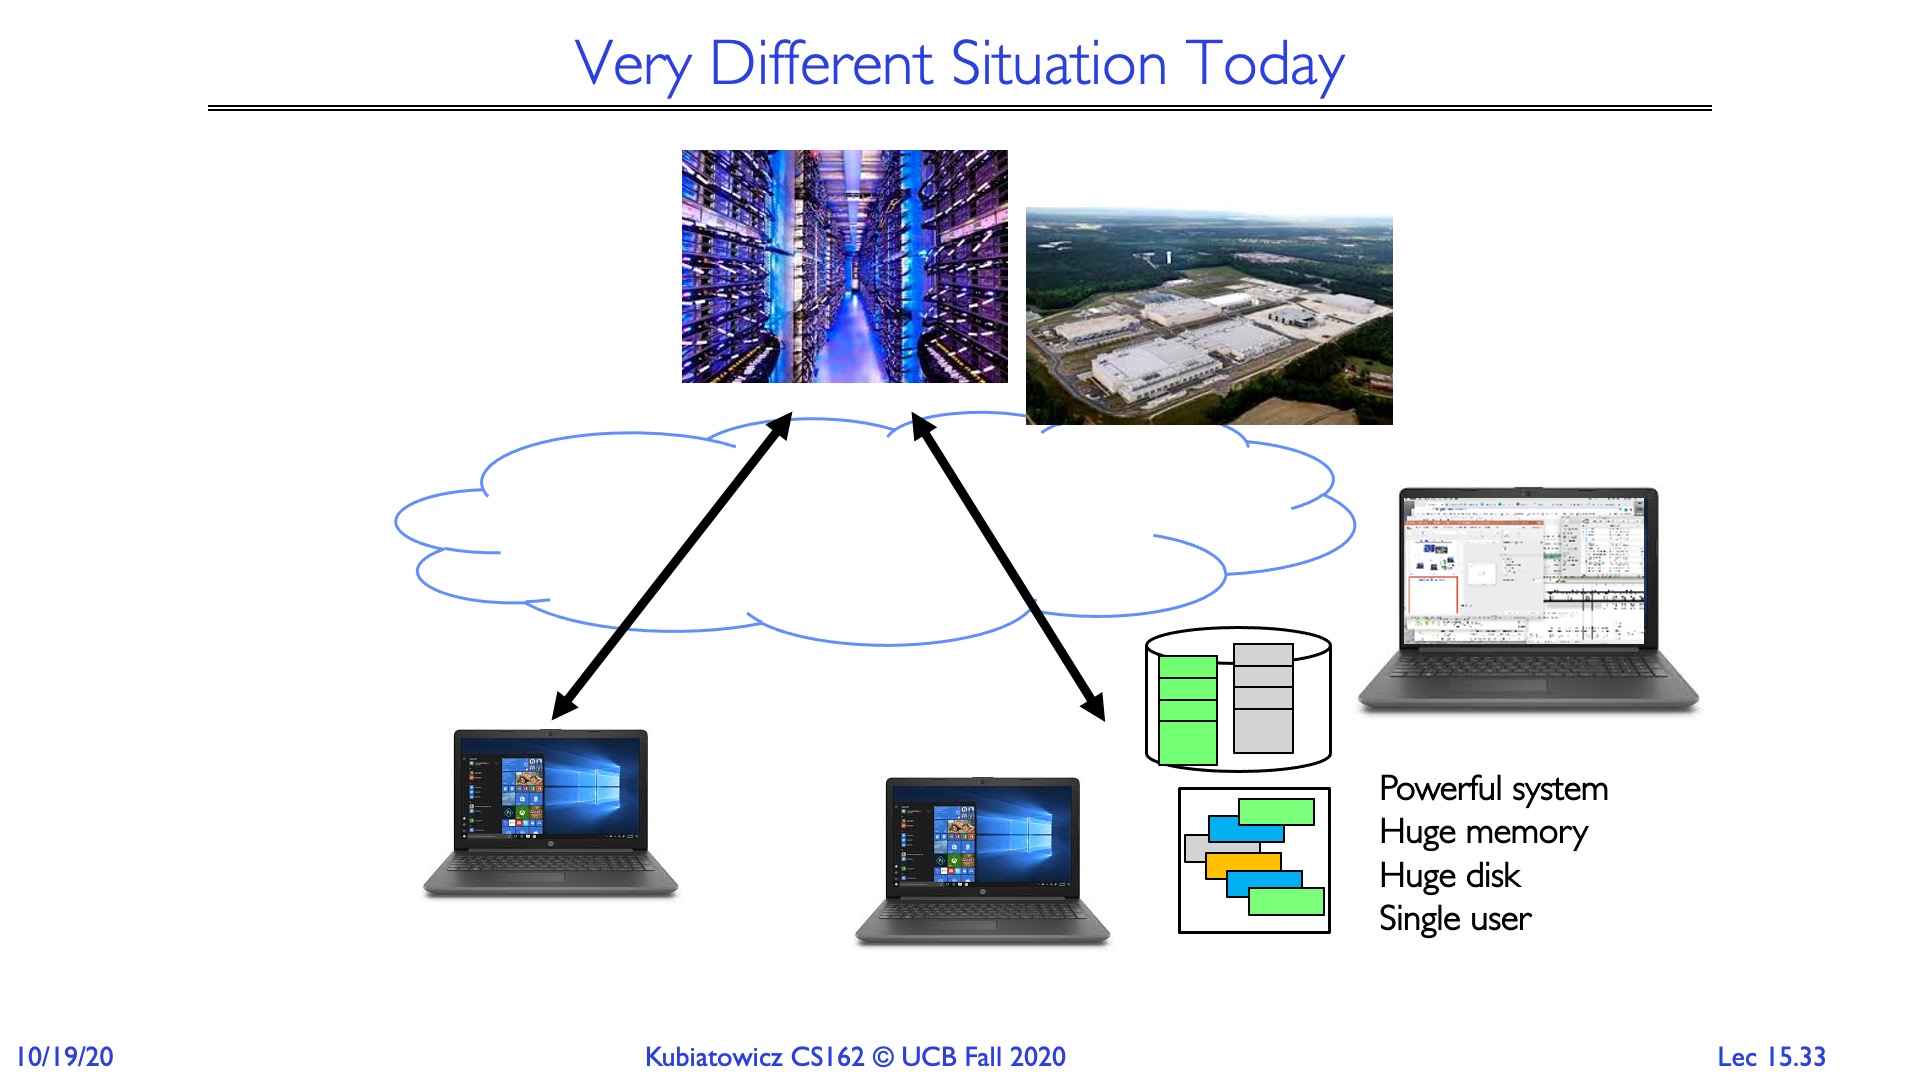 Very Different Situation Today
Powerful system
Huge memory
Huge disk
Single user
10/19/20
Kubiatowicz CS162 © UCB Fall 2020
Lec 15.33